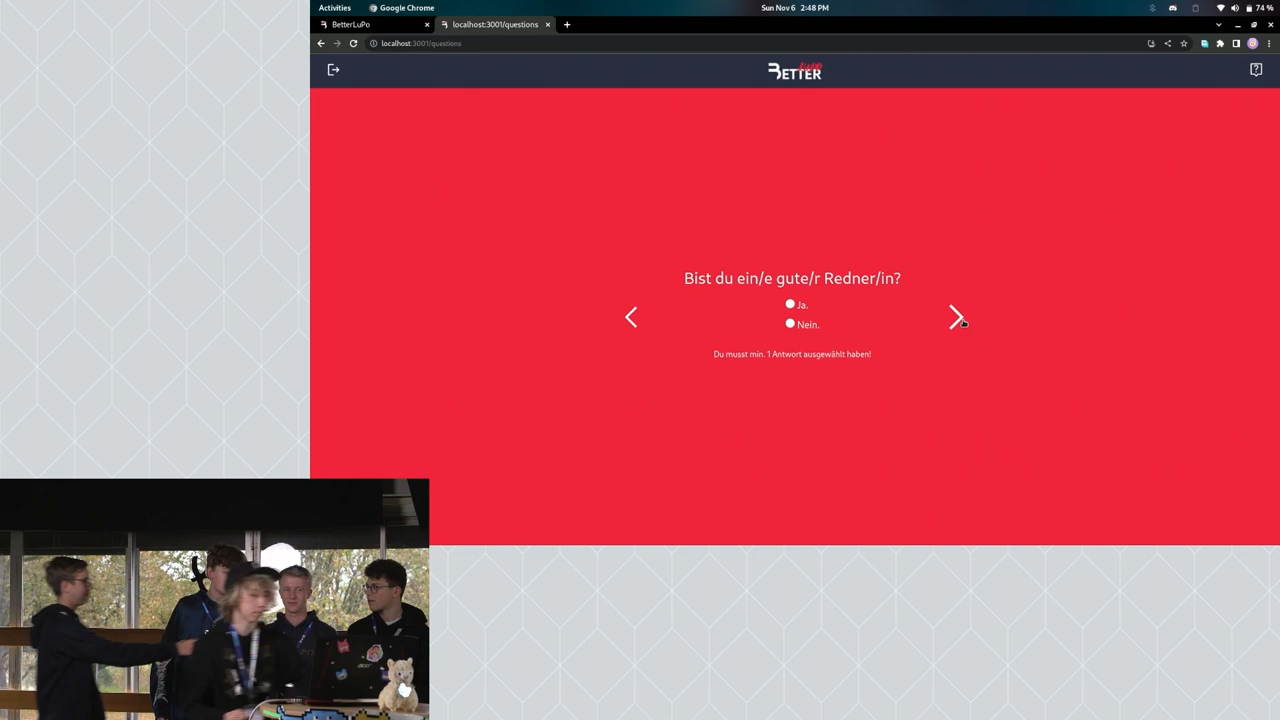 Activities
Google Chrome
Sun Nov 6 2:48 PM
74 %
BetterLuPo
localhost:3001/questions
localhost:3001/questions
BETTER
Bist du ein/e gute/r Redner/in?
Ja.
Nein.
Du musst min. 1 Antwort ausgewählt haben!
acer